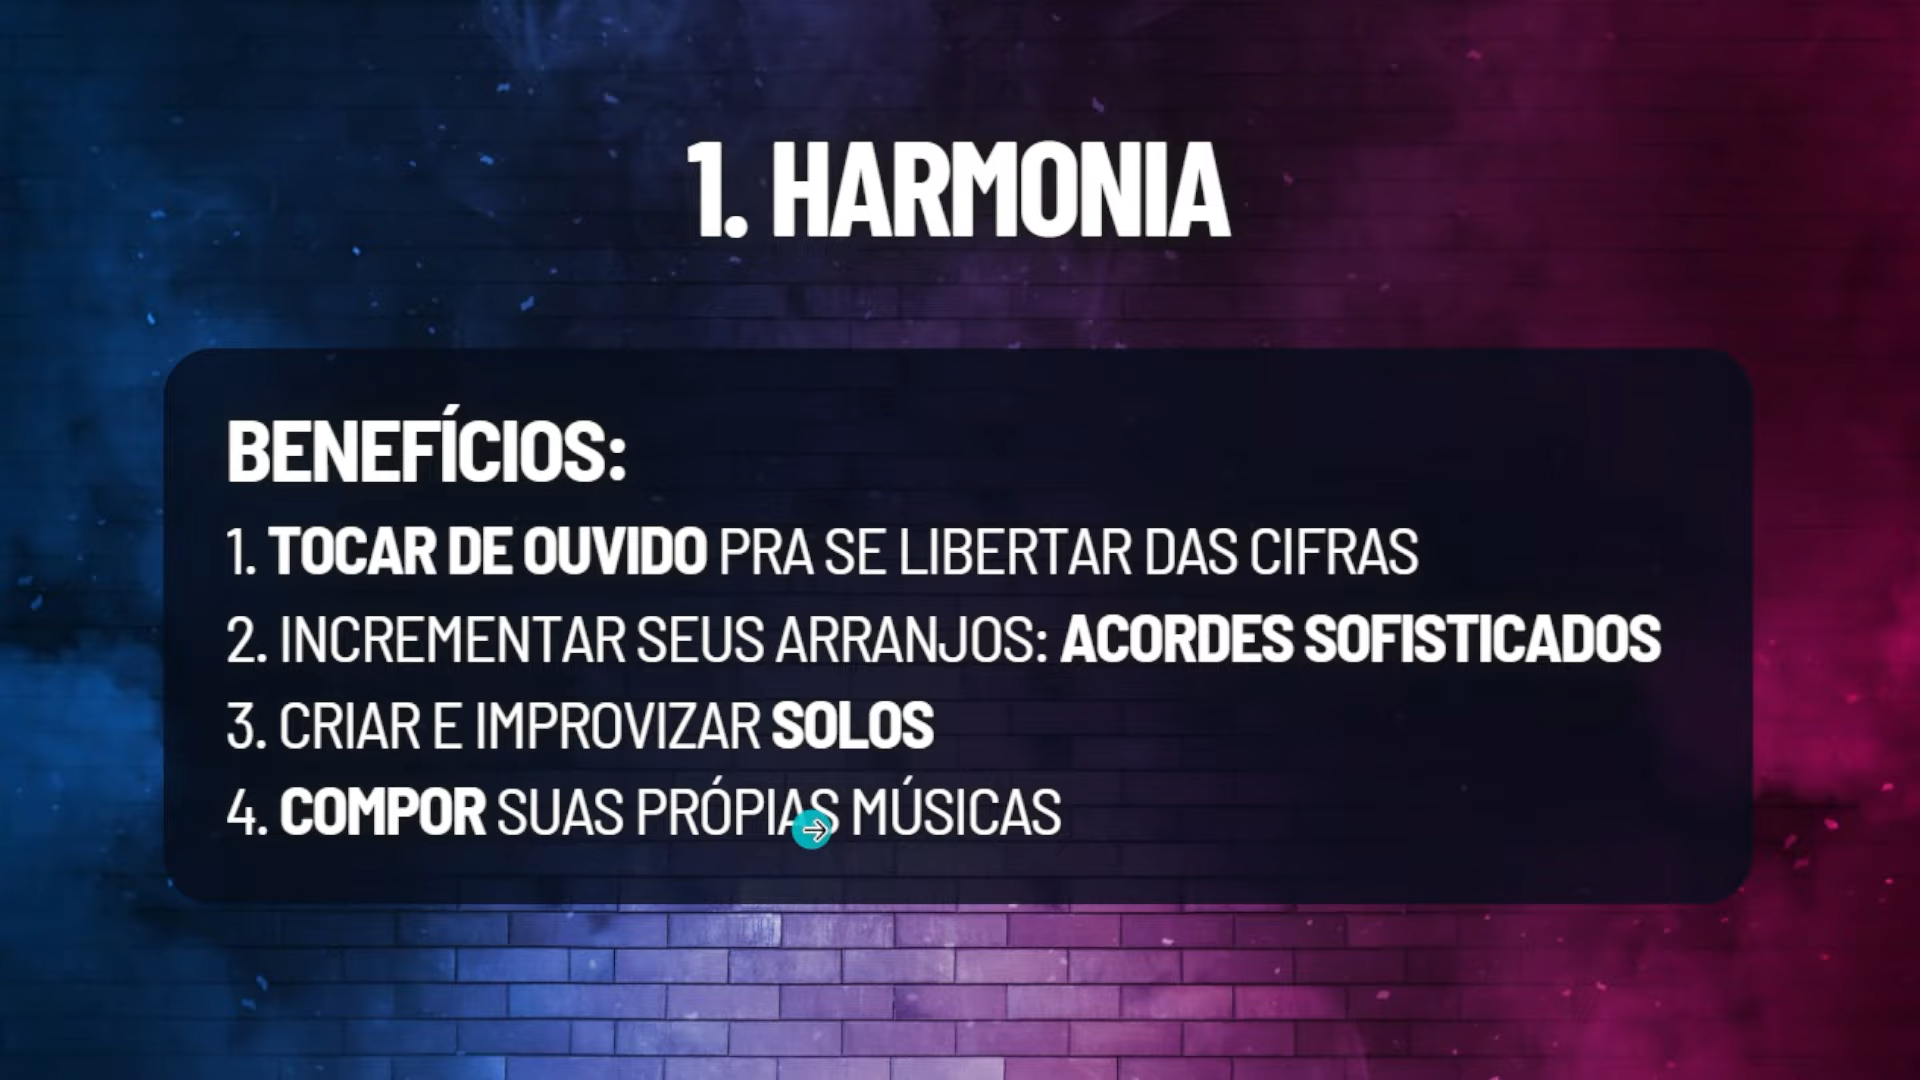 1. HARMONIA
BENEFÍCIOS:
1. TOCAR DE OUVIDO PRA SE LIBERTAR DAS CIFRAS
2. INCREMENTAR SEUS ARRANJOS: ACORDES SOFISTICADOS
3. CRIAR E IMPROVIZAR SOLOS
4. COMPOR SUAS PRÓPIAS MÚSICAS